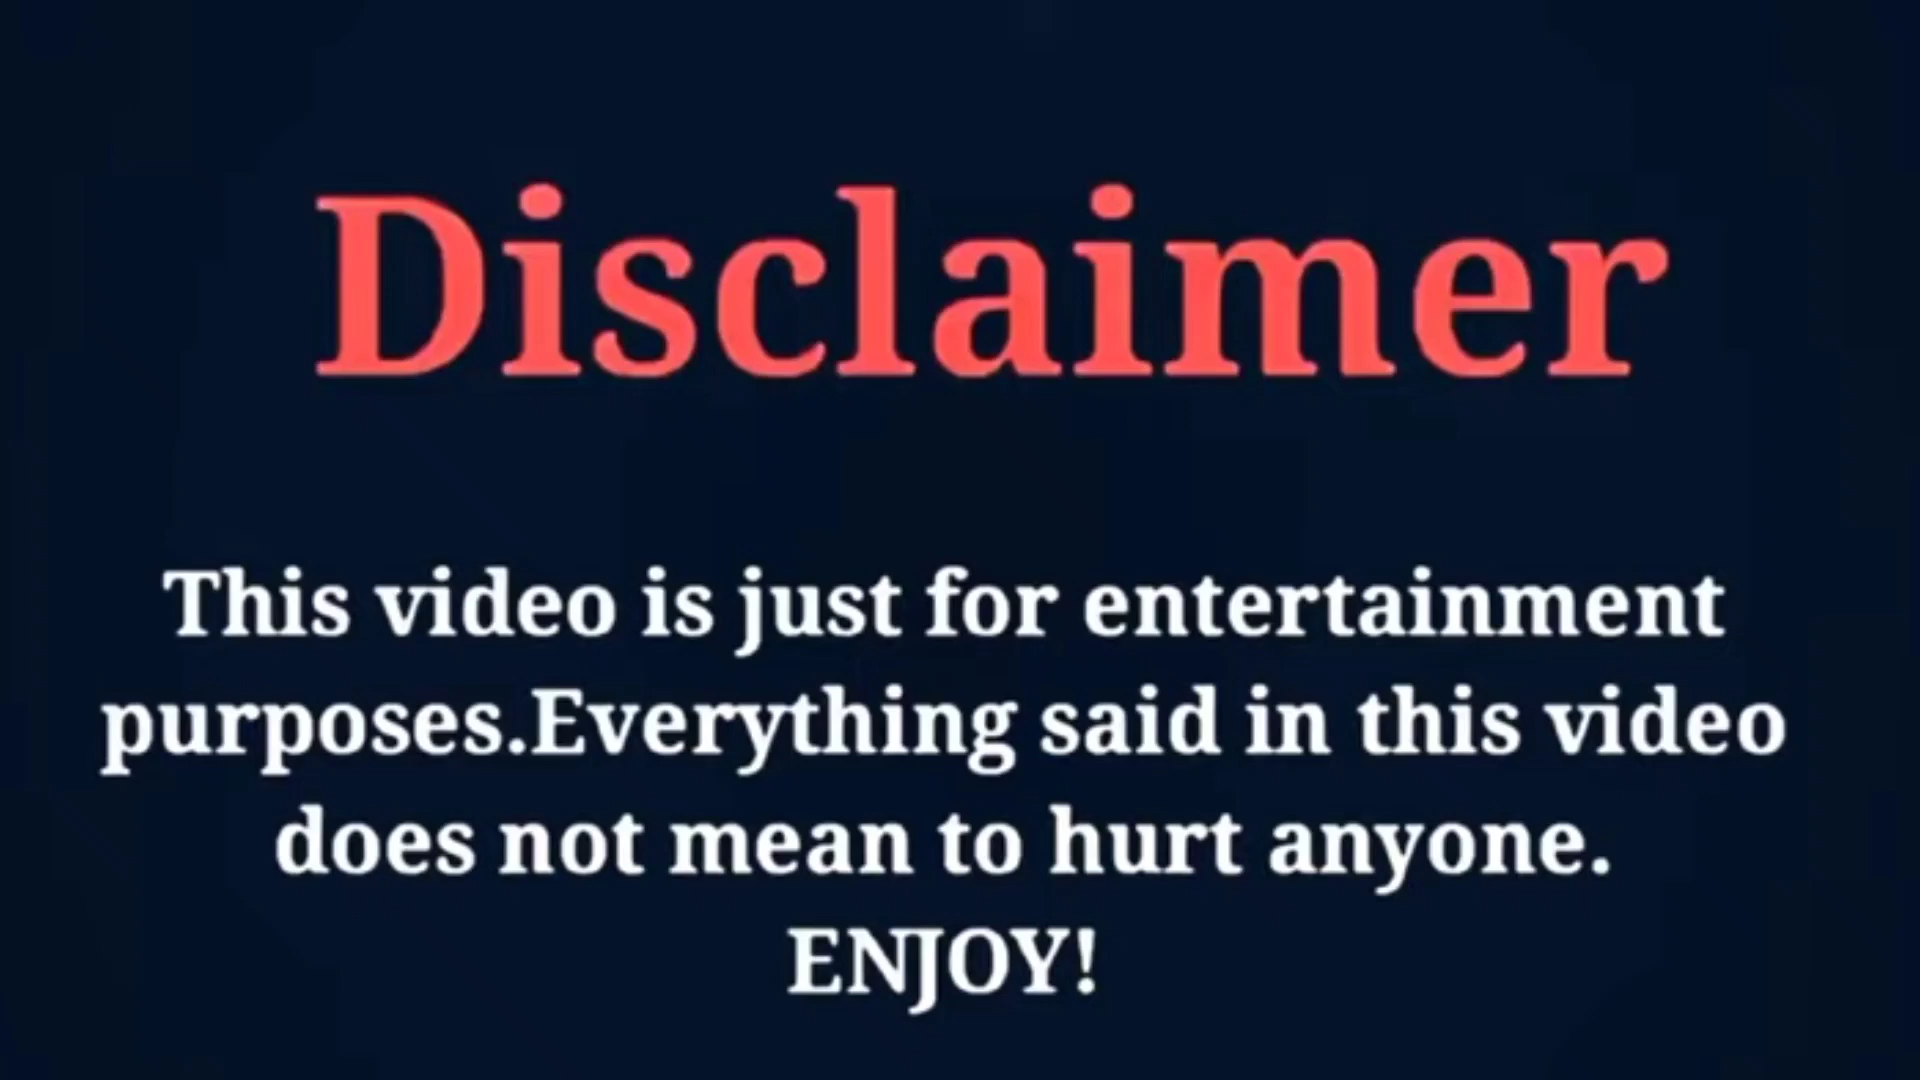 Disclaimer
This video is just for entertainment
purposes.Everything said in this video
does not mean to hurt anyone.
ENJOY!